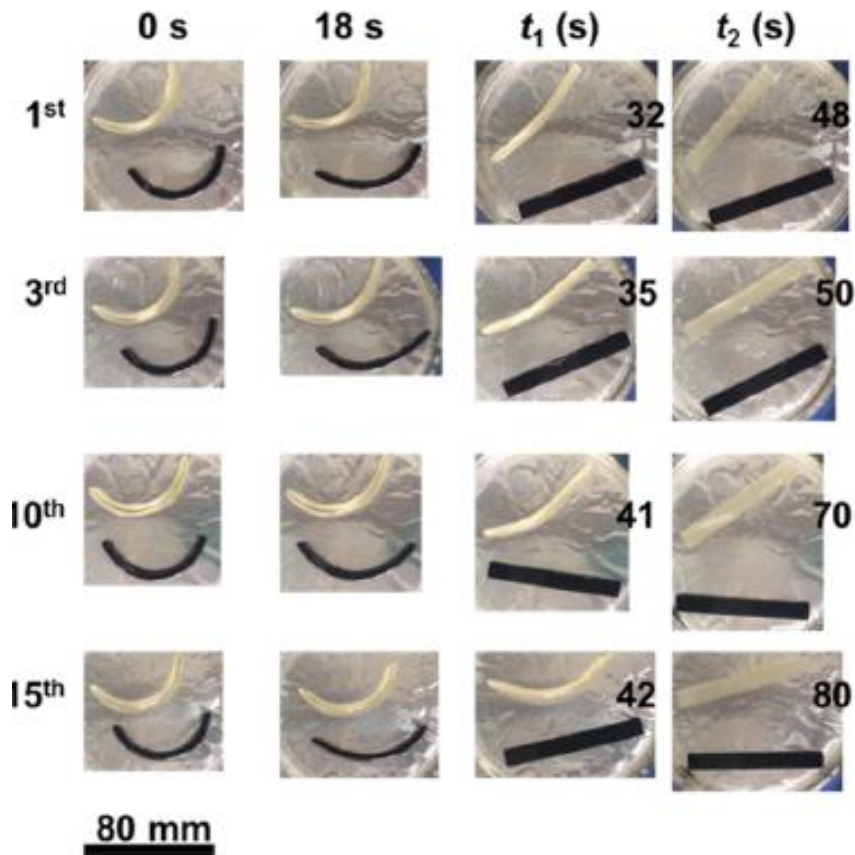 0 s 18 s t₁ (s) t₂ (s)
1st 32 48
3rd 35 50
10th 41 70
15th 42 80
80 mm